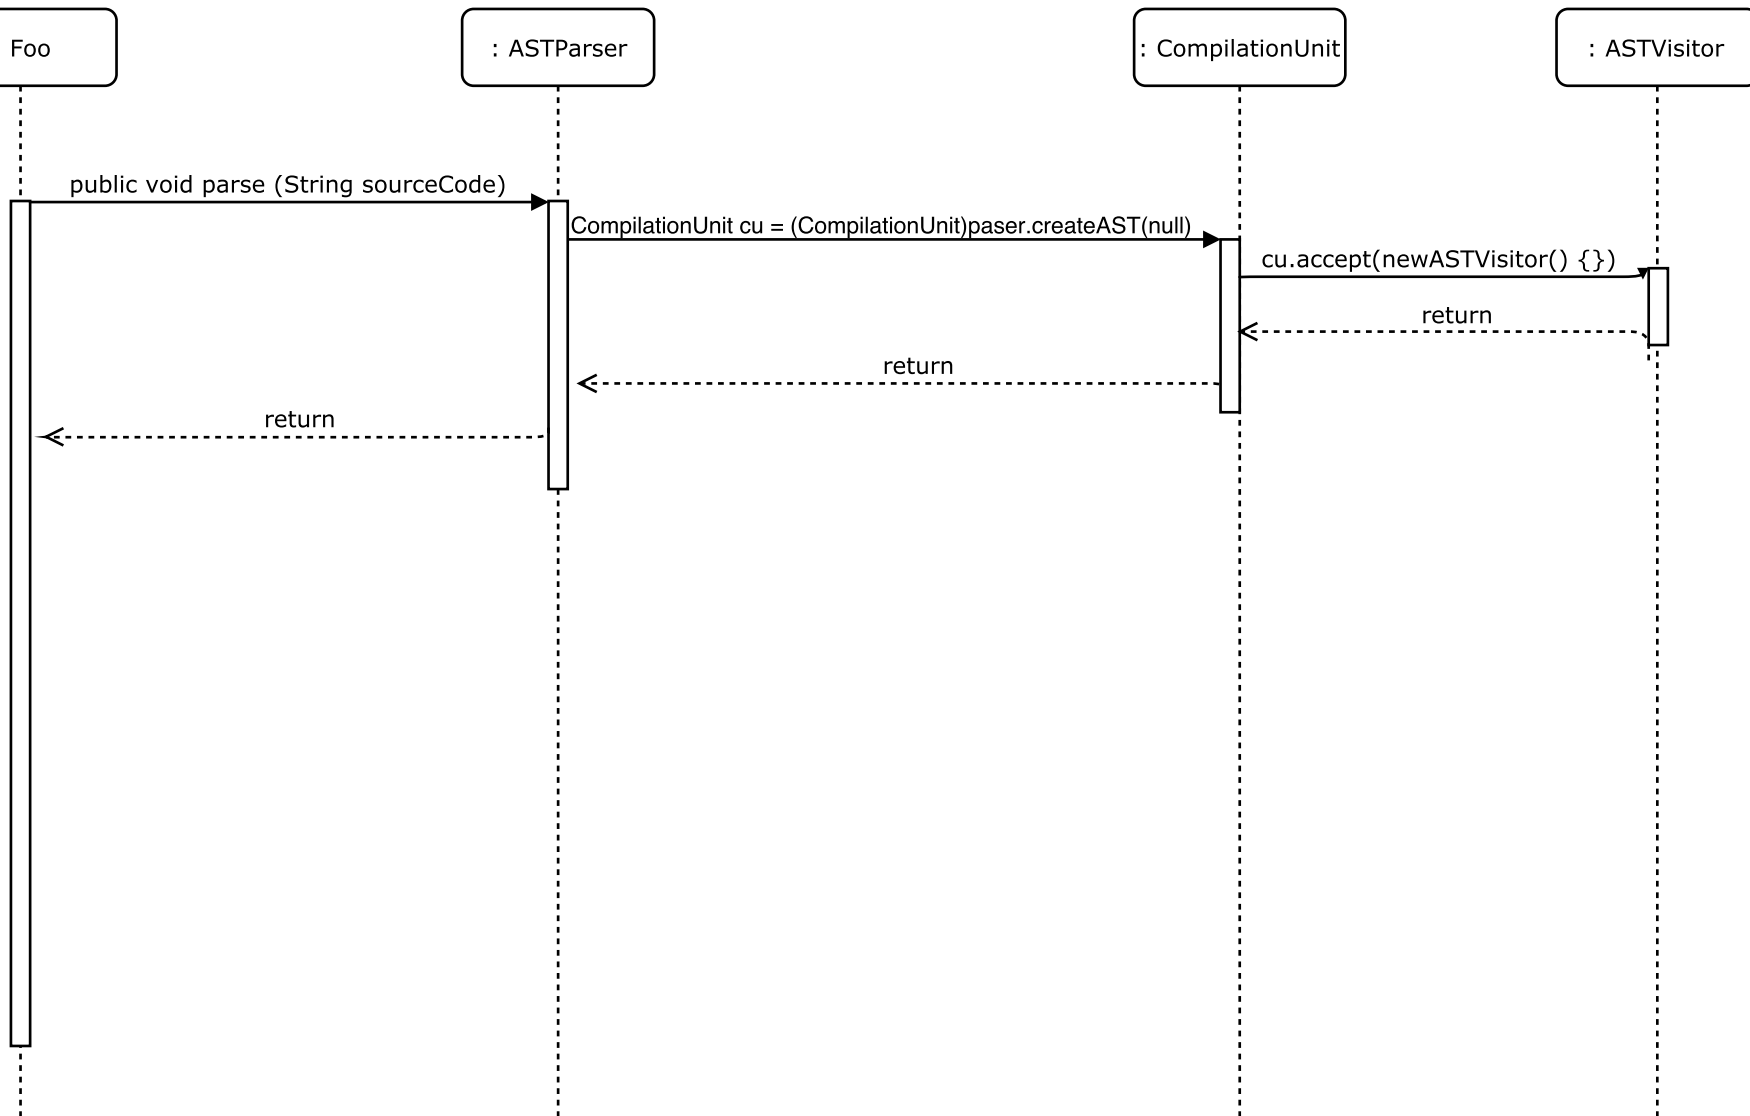 Foo
: ASTParser
: CompilationUnit
: ASTVisitor
public void parse (String sourceCode)
CompilationUnit cu = (CompilationUnit)paser.createAST(null)
cu.accept(newASTVisitor() {})
return
return
return